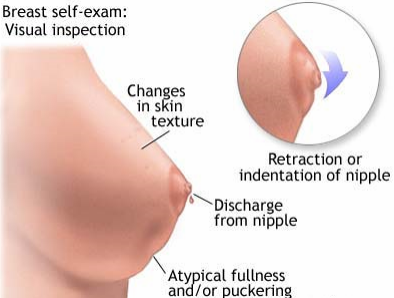 Breast self-exam:
Visual inspection
Changes
in skin
texture
Retraction or
indentation of nipple
Discharge
from nipple
Atypical fullness
and/or puckering